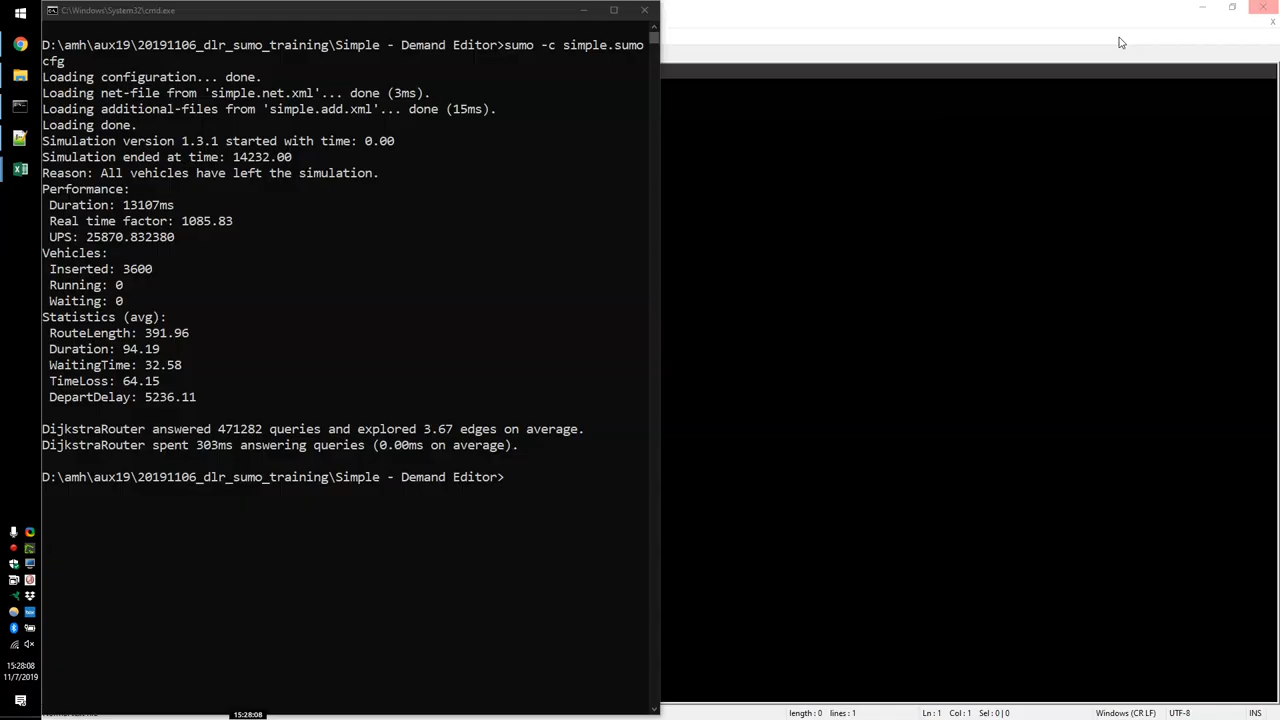 C:\Windows\System32\cmd.exe
D:\amh\aux19\20191106_dlr_sumo_training\Simple - Demand Editor>sumo -c simple.sumo
cfg
Loading configuration... done.
Loading net-file from 'simple.net.xml'... done (3ms).
Loading additional-files from 'simple.add.xml'... done (15ms).
Loading done.
Simulation version 1.3.1 started with time: 0.00
Simulation ended at time: 14232.00
Reason: All vehicles have left the simulation.
Performance:
Duration: 13107ms
Real time factor: 1085.83
UPS: 25870.832380
Vehicles:
Inserted: 3600
Running: 0
Waiting: 0
Statistics (avg):
RouteLength: 391.96
Duration: 94.19
WaitingTime: 32.58
TimeLoss: 64.15
DepartDelay: 5236.11
DijkstraRouter answered 471282 queries and explored 3.67 edges on average.
DijkstraRouter spent 303ms answering queries (0.00ms on average).
D:\amh\aux19\20191106_dlr_sumo_training\Simple - Demand Editor>
15:28:08
11/7/2019
15:28:08
length : 0 lines : 1
Ln : 1 Col : 1 Sel : 0 | 0
Windows (CR LF)
UTF-8
INS